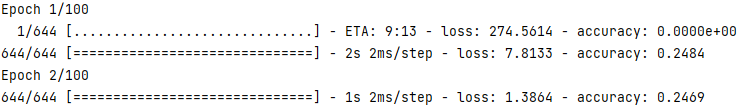 Epoch 1/100
  1/644 [..............................] - ETA: 9:13 - loss: 274.5614 - accuracy: 0.0000e+00
644/644 [==============================] - 2s 2ms/step - loss: 7.8133 - accuracy: 0.2484
Epoch 2/100
644/644 [==============================] - 1s 2ms/step - loss: 1.3864 - accuracy: 0.2469